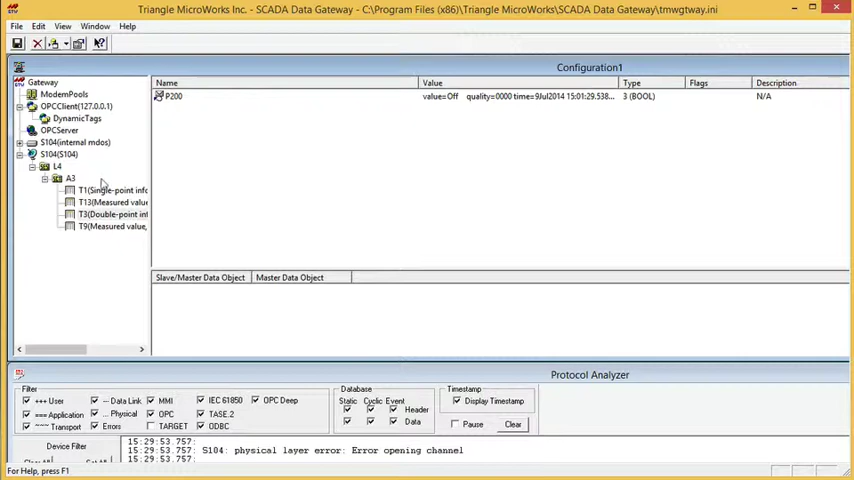 Triangle MicroWorks Inc. - SCADA Data Gateway - C:\Program Files (x86)\Triangle MicroWorks\SCADA Data Gateway\tmwgtway.ini
File Edit View Window Help
Configuration1
Gateway
ModemPools
OPCClient(127.0.0.1)
DynamicTags
OPCServer
S104(internal mdos)
S104(S104)
L4
A3
T1(Single-point info
T13(Measured value
T3(Double-point inf
T9(Measured value,
Name Value Type Flags Description
P200 value=Off quality=0000 time=9Jul2014 15:01:29.538... 3 (BOOL) N/A
Slave/Master Data Object Master Data Object
Protocol Analyzer
Filter
+++ User --- Data Link MMI IEC 61850 OPC Deep
=== Application ... Physical OPC TASE.2
~~~ Transport Errors TARGET ODBC
Database
Static Cyclic Event
Header
Data
Timestamp
Display Timestamp
Pause Clear
Device Filter
15:29:53.757:
15:29:53.757: S104: physical layer error: Error opening channel
15:29:53.757:
For Help, press F1